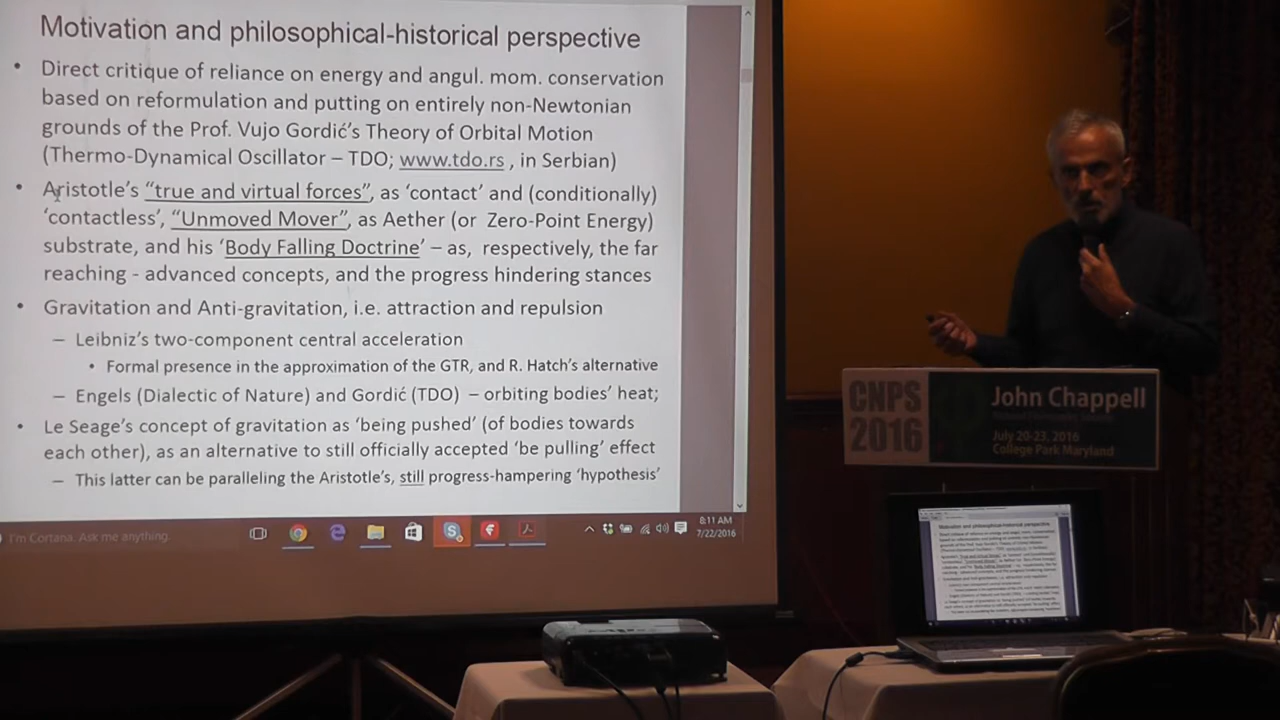 Motivation and philosophical-historical perspective
• Direct critique of reliance on energy and angul. mom. conservation
based on reformulation and putting on entirely non-Newtonian
grounds of the Prof. Vujo Gordić's Theory of Orbital Motion
(Thermo-Dynamical Oscillator – TDO; www.tdo.rs , in Serbian)
• Aristotle's "true and virtual forces", as 'contact' and (conditionally)
'contactless', "Unmoved Mover", as Aether (or Zero-Point Energy)
substrate, and his 'Body Falling Doctrine' – as, respectively, the far
reaching - advanced concepts, and the progress hindering stances
• Gravitation and Anti-gravitation, i.e. attraction and repulsion
– Leibniz's two-component central acceleration
• Formal presence in the approximation of the GTR, and R. Hatch's alternative
– Engels (Dialectic of Nature) and Gordić (TDO) – orbiting bodies' heat;
• Le Seage's concept of gravitation as 'being pushed' (of bodies towards
each other), as an alternative to still officially accepted 'be pulling' effect
– This latter can be paralleling the Aristotle's, still progress-hampering 'hypothesis'
I'm Cortana. Ask me anything.
8:11 AM
7/22/2016
CNPS
2016
John Chappell
July 20-23, 2016
College Park Maryland
Motivation and philosophical-historical perspective